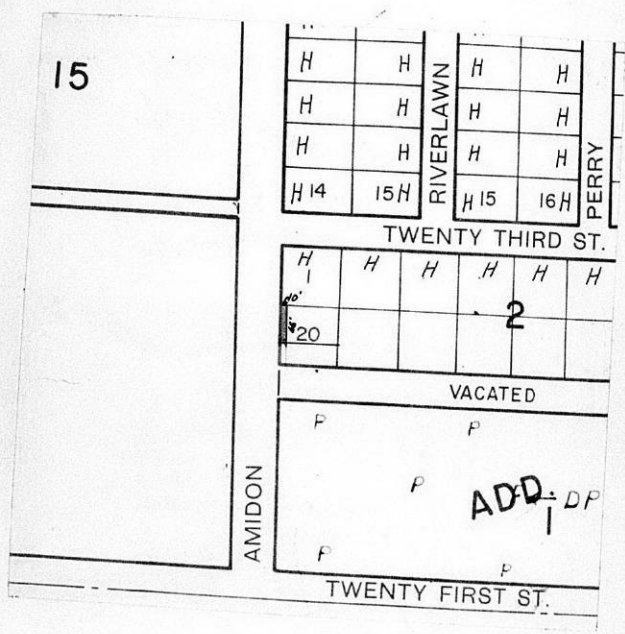 15
H
H H H H
H H H H
H H H H
H 14 15 H H 15 16 H
RIVERLAWN
PERRY
TWENTY THIRD ST.
H H H H H H
1
10'
2
20
VACATED
P P
P
ADD.
1
DP
P P
AMIDON
TWENTY FIRST ST.